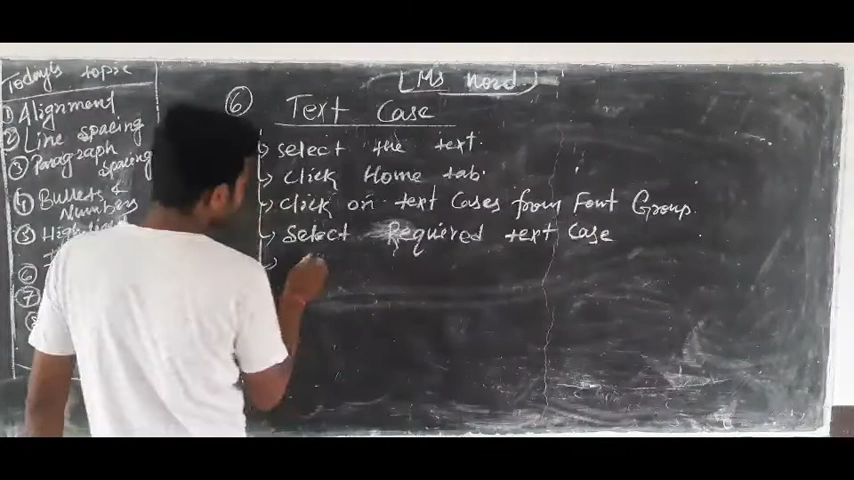 Today's topic
① Alignment
② Line spacing
③ Paragraph spacing
④ Bullets &
Numbers
⑤ High
⑥
⑦
[Ms Word]
⑥ Text Case
→ select the text.
→ click Home tab.
→ click on text Cases from Font Group.
→ Select Required text Case
→